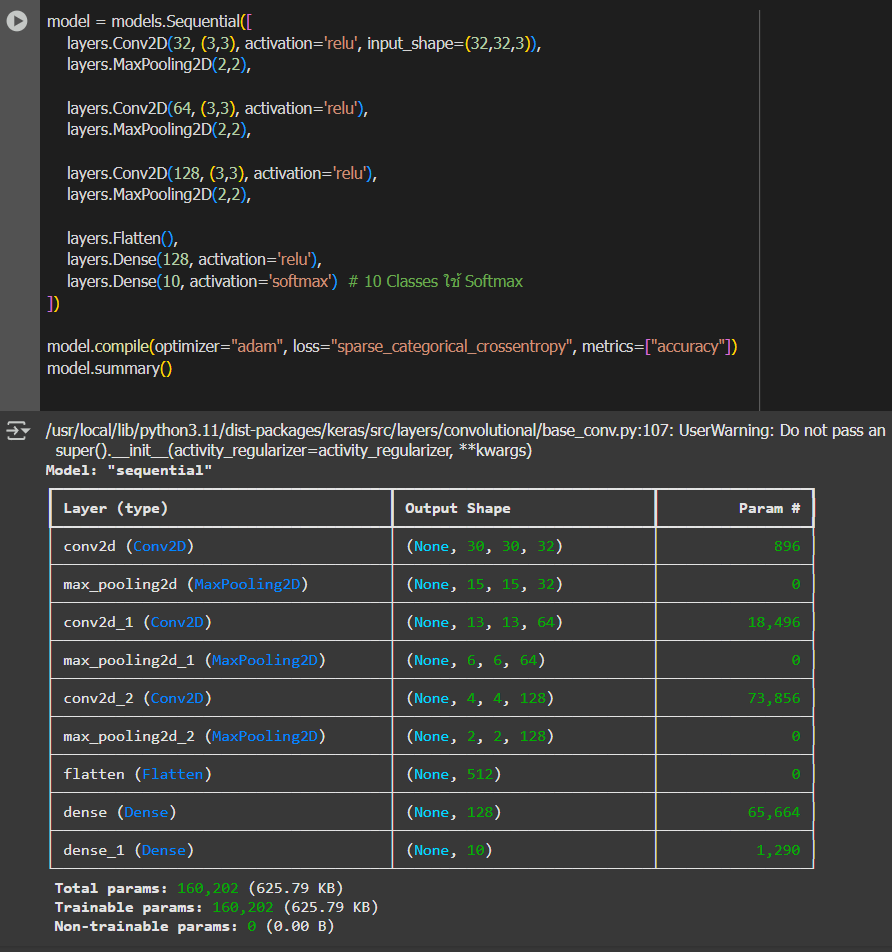 model = models.Sequential([
    layers.Conv2D(32, (3,3), activation='relu', input_shape=(32,32,3)),
    layers.MaxPooling2D(2,2),
    layers.Conv2D(64, (3,3), activation='relu'),
    layers.MaxPooling2D(2,2),
    layers.Conv2D(128, (3,3), activation='relu'),
    layers.MaxPooling2D(2,2),
    layers.Flatten(),
    layers.Dense(128, activation='relu'),
    layers.Dense(10, activation='softmax')  # 10 Classes ใช้ Softmax
])
model.compile(optimizer="adam", loss="sparse_categorical_crossentropy", metrics=["accuracy"])
model.summary()
/usr/local/lib/python3.11/dist-packages/keras/src/layers/convolutional/base_conv.py:107: UserWarning: Do not pass an
  super().__init__(activity_regularizer=activity_regularizer, **kwargs)
Model: "sequential"
Layer (type) Output Shape Param #
conv2d (Conv2D) (None, 30, 30, 32) 896
max_pooling2d (MaxPooling2D) (None, 15, 15, 32) 0
conv2d_1 (Conv2D) (None, 13, 13, 64) 18,496
max_pooling2d_1 (MaxPooling2D) (None, 6, 6, 64) 0
conv2d_2 (Conv2D) (None, 4, 4, 128) 73,856
max_pooling2d_2 (MaxPooling2D) (None, 2, 2, 128) 0
flatten (Flatten) (None, 512) 0
dense (Dense) (None, 128) 65,664
dense_1 (Dense) (None, 10) 1,290
Total params: 160,202 (625.79 KB)
Trainable params: 160,202 (625.79 KB)
Non-trainable params: 0 (0.00 B)